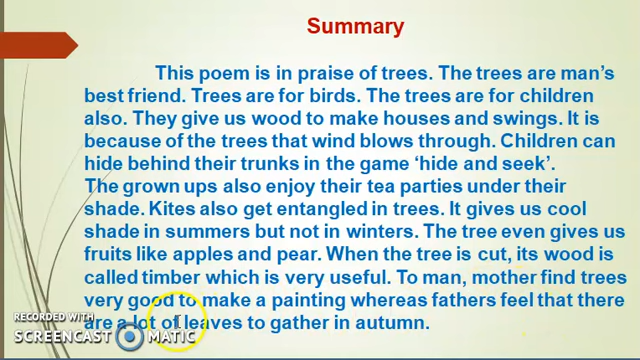 Summary
This poem is in praise of trees. The trees are man's
best friend. Trees are for birds. The trees are for children
also. They give us wood to make houses and swings. It is
because of the trees that wind blows through. Children can
hide behind their trunks in the game 'hide and seek'.
The grown ups also enjoy their tea parties under their
shade. Kites also get entangled in trees. It gives us cool
shade in summers but not in winters. The tree even gives us
fruits like apples and pear. When the tree is cut, its wood is
called timber which is very useful. To man, mother find trees
very good to make a painting whereas fathers feel that there
are a lot of leaves to gather in autumn.
RECORDED WITH
SCREENCAST MATIC